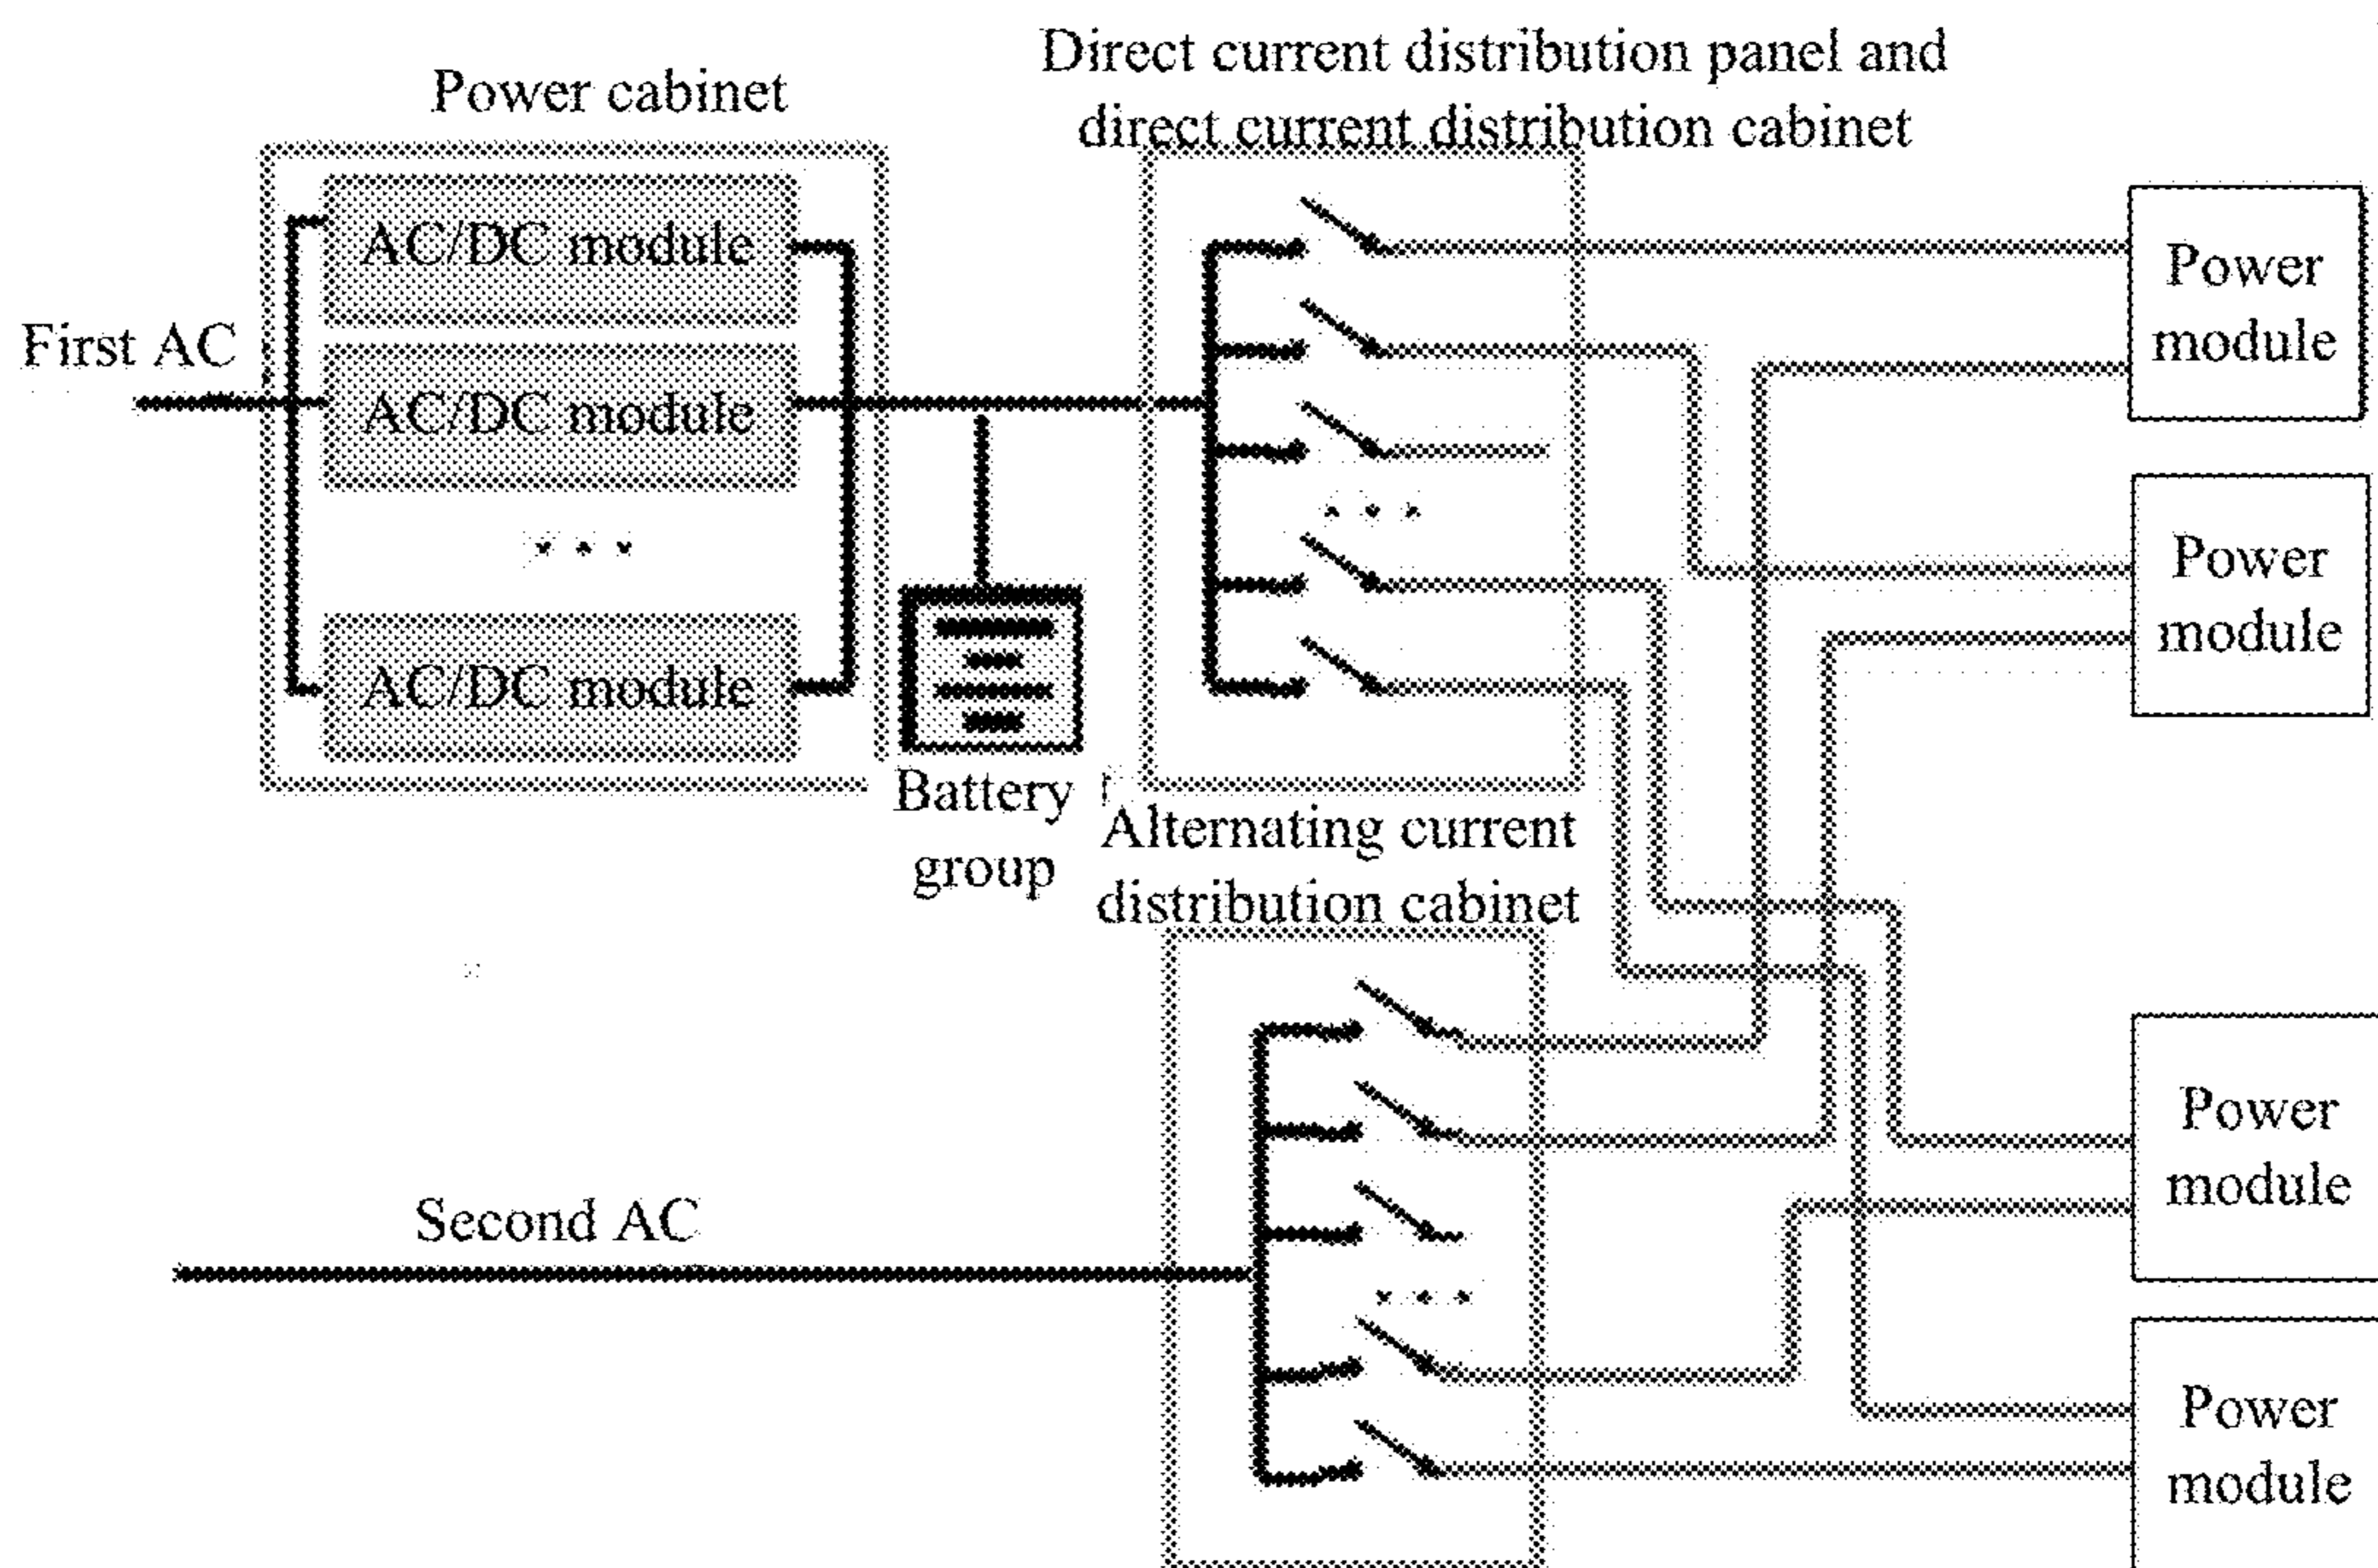 Direct current distribution panel and
direct current distribution cabinet
Power cabinet
AC/DC module
First AC
AC/DC module
. . .
AC/DC module
Battery
group
. . .
Power
module
Power
module
Alternating current
distribution cabinet
Second AC
. . .
Power
module
Power
module